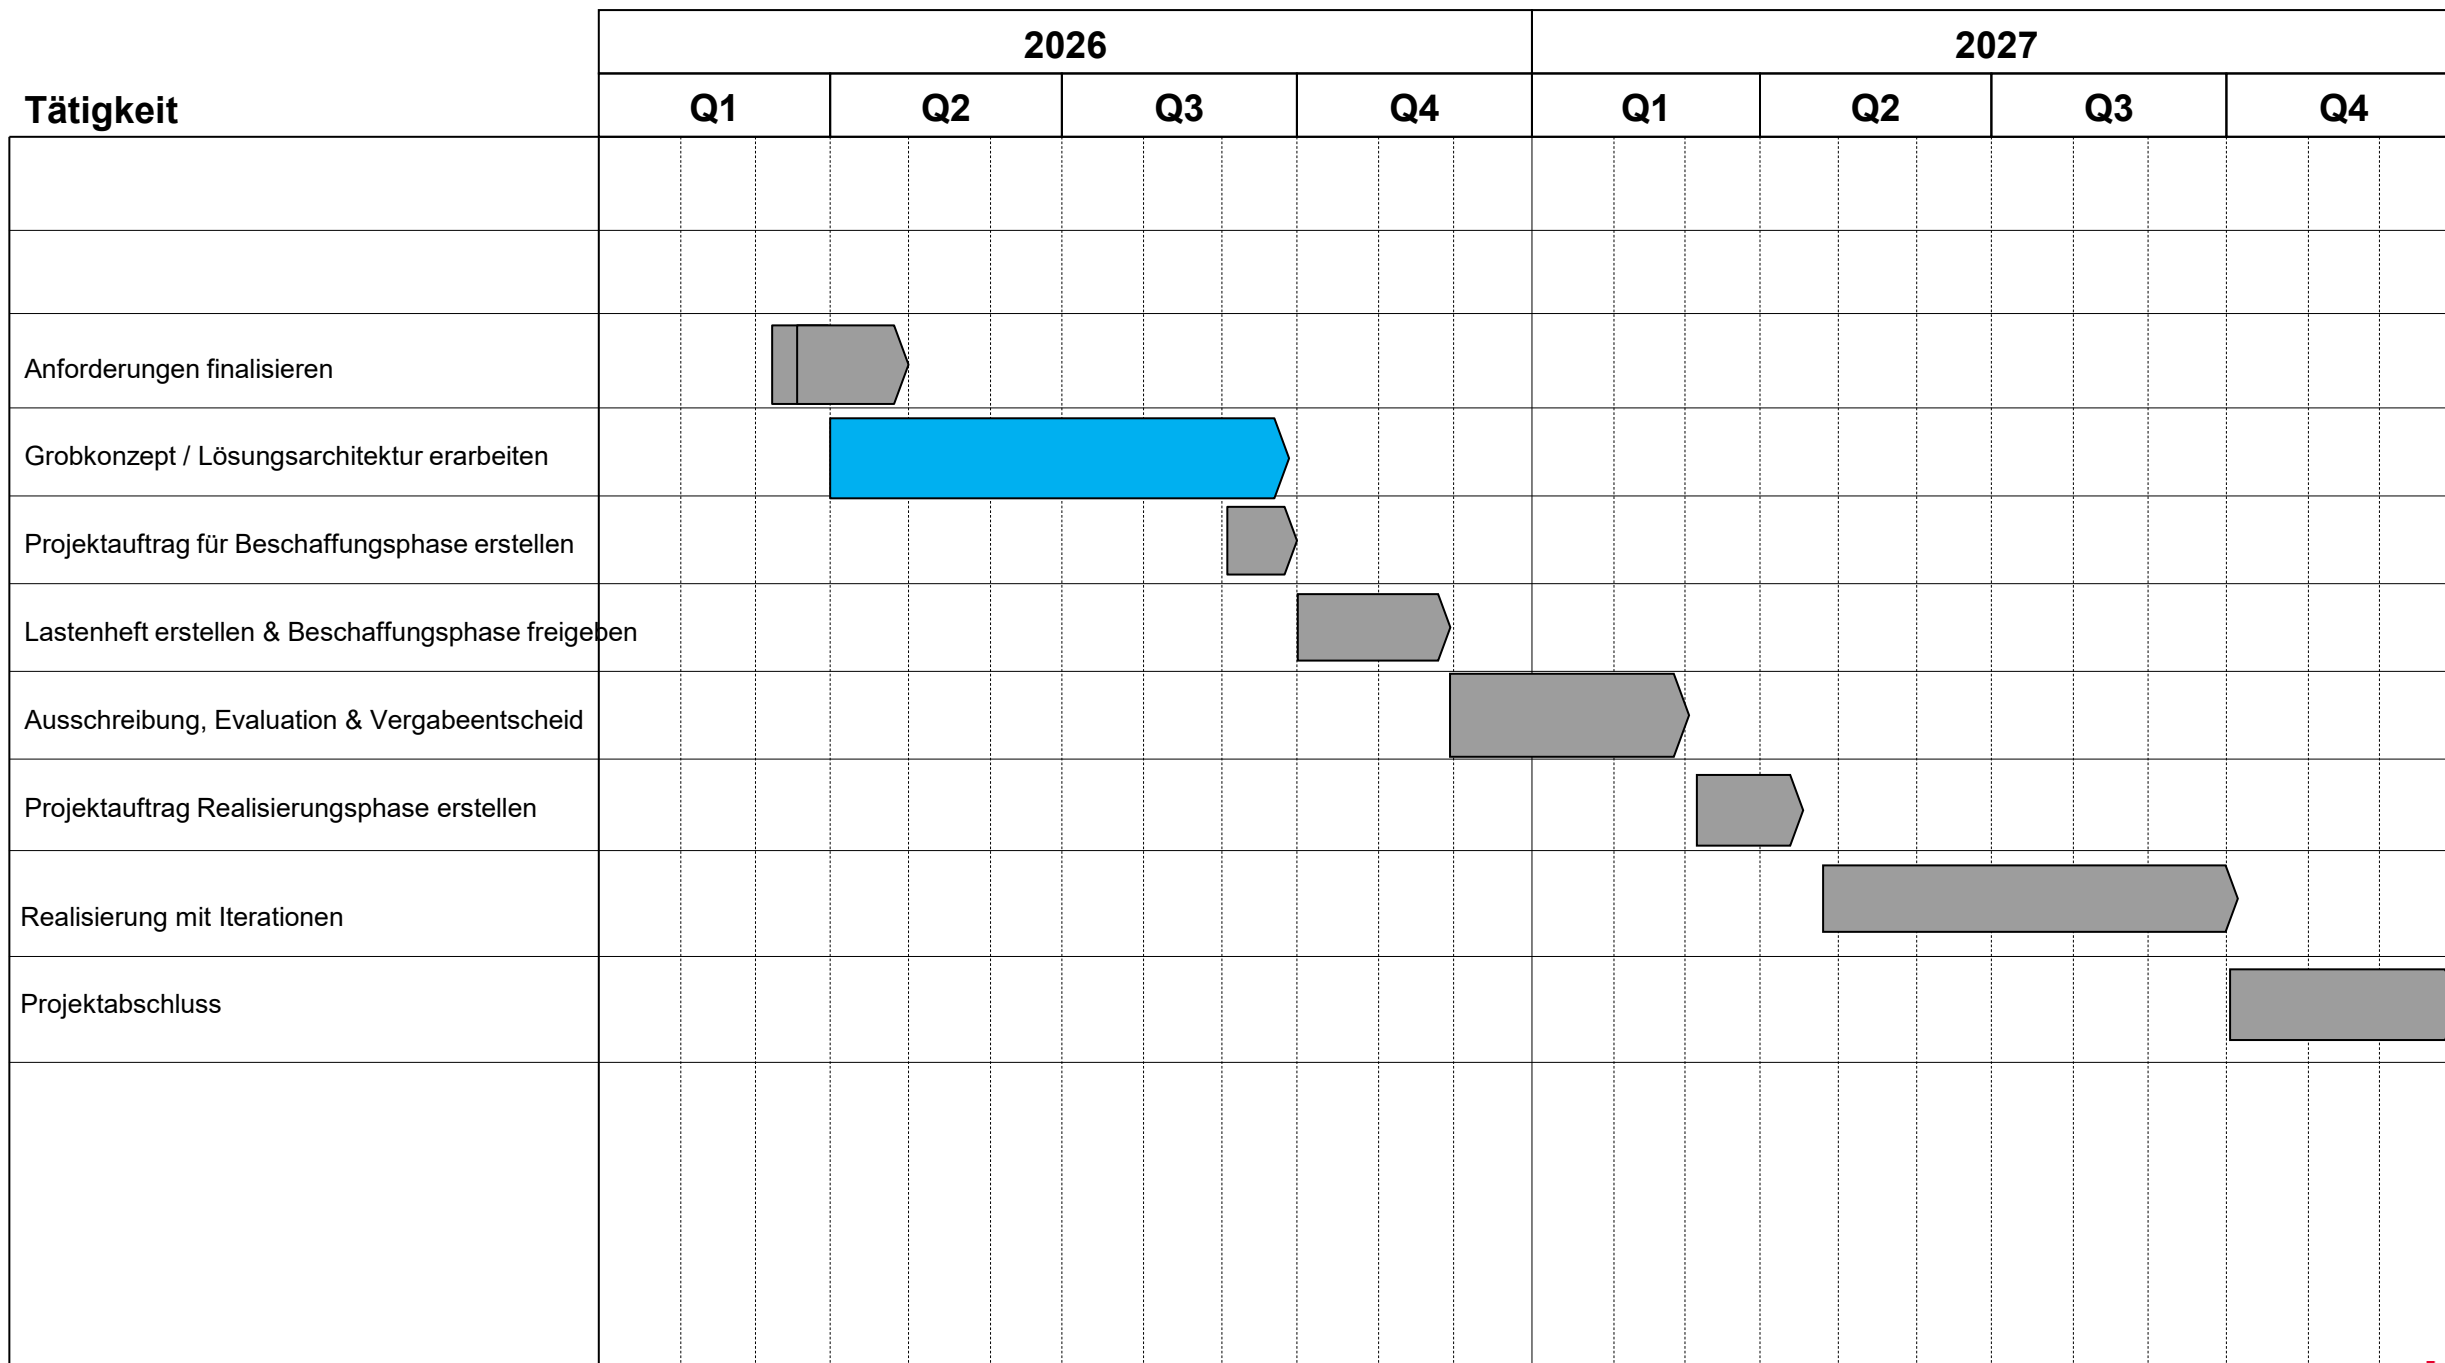 2026 2027
Tätigkeit Q1 Q2 Q3 Q4 Q1 Q2 Q3 Q4
Anforderungen finalisieren
Grobkonzept / Lösungsarchitektur erarbeiten
Projektauftrag für Beschaffungsphase erstellen
Lastenheft erstellen & Beschaffungsphase freigeben
Ausschreibung, Evaluation & Vergabeentscheid
Projektauftrag Realisierungsphase erstellen
Realisierung mit Iterationen
Projektabschluss